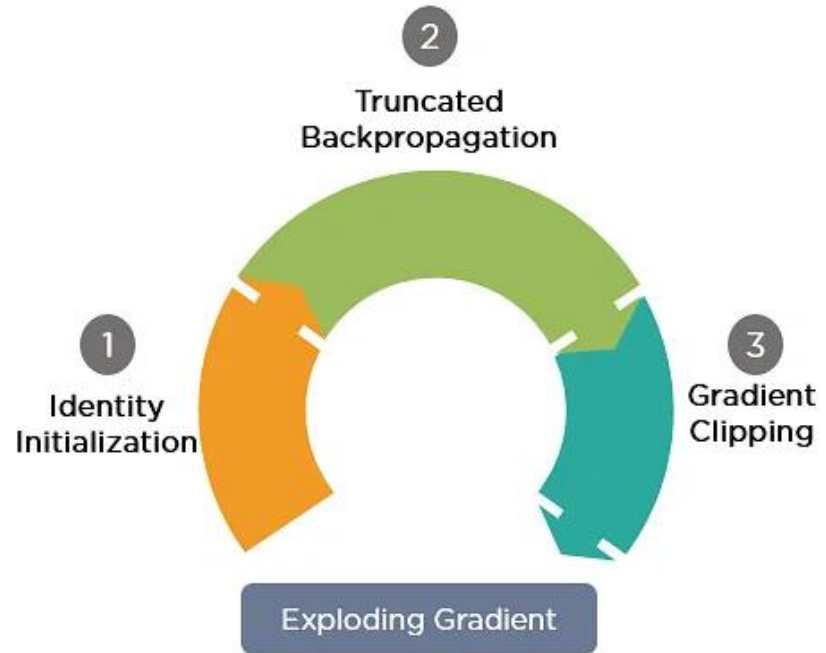 2
Truncated
Backpropagation
1
Identity
Initialization
3
Gradient
Clipping
Exploding Gradient